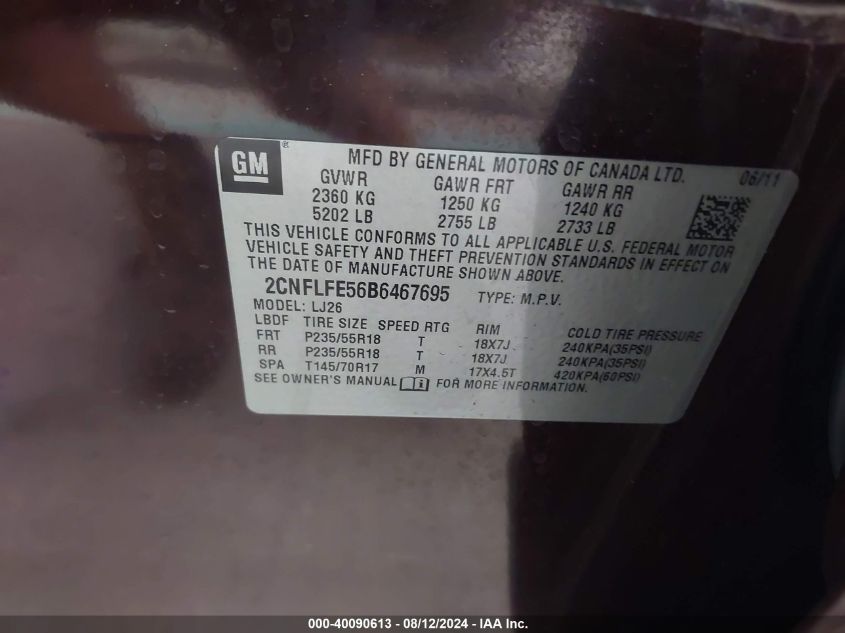 GM ® MFD BY GENERAL MOTORS OF CANADA LTD. 06/11
GVWR GAWR FRT GAWR RR
2360 KG 1250 KG 1240 KG
5202 LB 2755 LB 2733 LB
THIS VEHICLE CONFORMS TO ALL APPLICABLE U.S. FEDERAL MOTOR
VEHICLE SAFETY AND THEFT PREVENTION STANDARDS IN EFFECT ON
THE DATE OF MANUFACTURE SHOWN ABOVE.
2CNFLFE56B6467695 TYPE: M.P.V.
MODEL: LJ26
LBDF TIRE SIZE SPEED RTG RIM COLD TIRE PRESSURE
FRT P235/55R18 T 18X7J 240KPA(35PSI)
RR P235/55R18 T 18X7J 240KPA(35PSI)
SPA T145/70R17 M 17X4.5T 420KPA(60PSI)
SEE OWNER'S MANUAL FOR MORE INFORMATION.
000-40090613 - 08/12/2024 - IAA Inc.